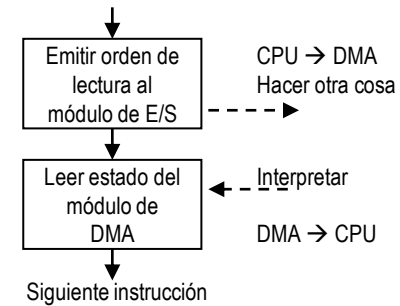 Emitir orden de
lectura al
módulo de E/S
CPU → DMA
Hacer otra cosa
Leer estado del
módulo de
DMA
Interpretar
DMA → CPU
Siguiente instrucción